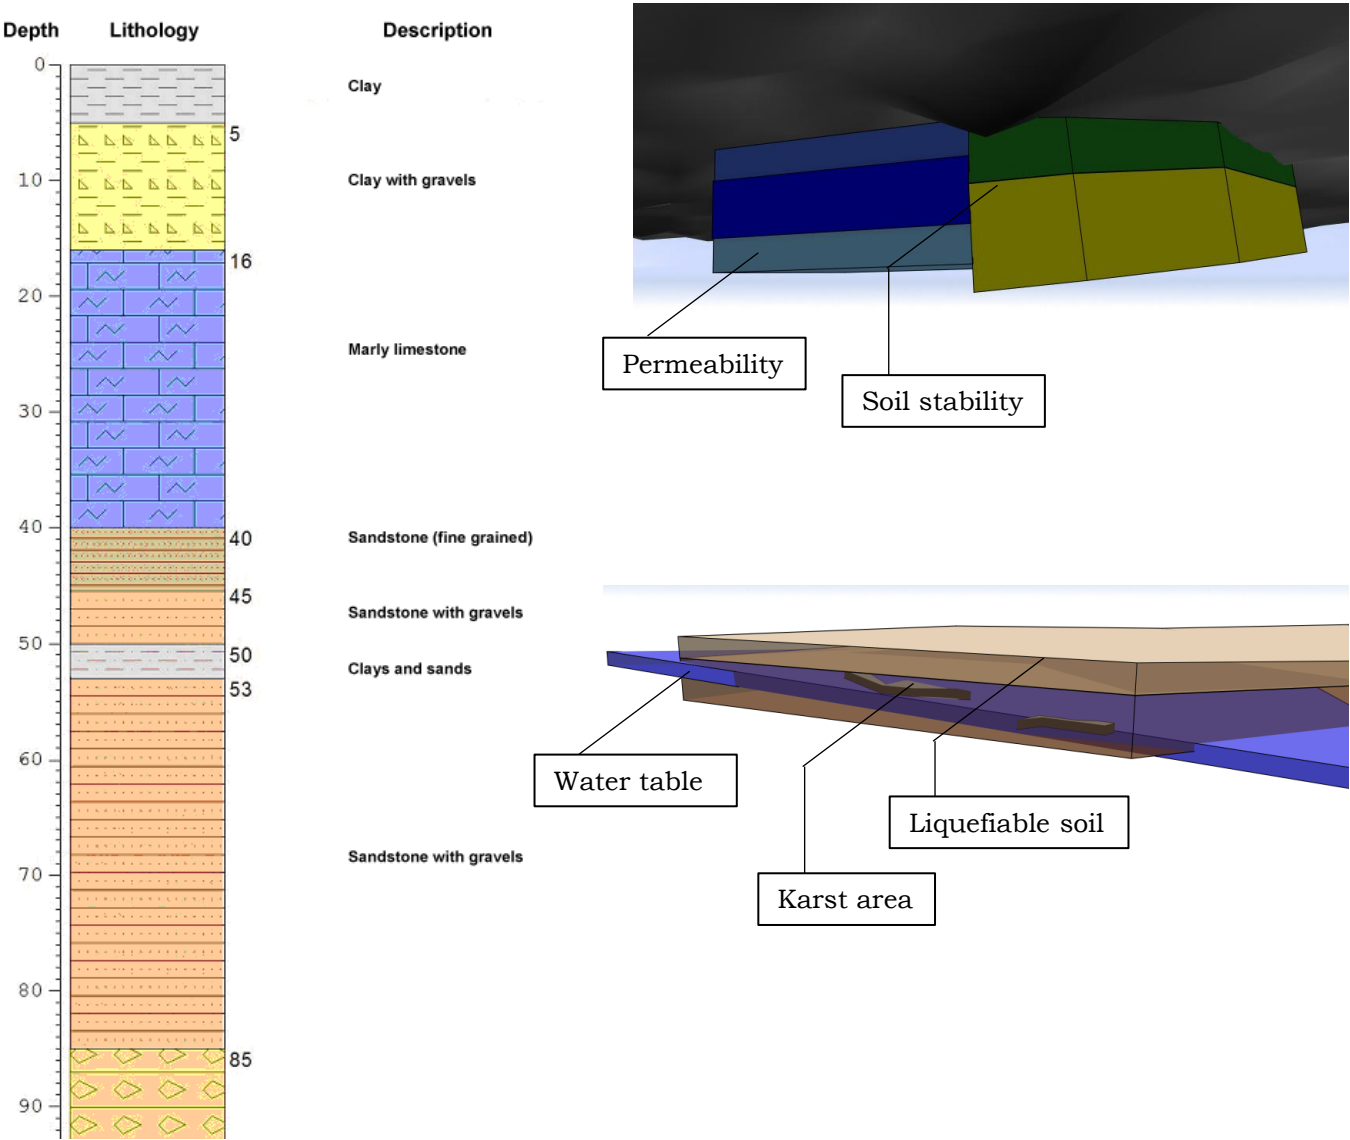 Depth Lithology Description
0
Clay
5
10
Clay with gravels
16
20
Marly limestone
30
40
40
Sandstone (fine grained)
45
Sandstone with gravels
50
50
Clays and sands
53
60
70
Sandstone with gravels
80
85
90
Permeability
Soil stability
Water table
Liquefiable soil
Karst area